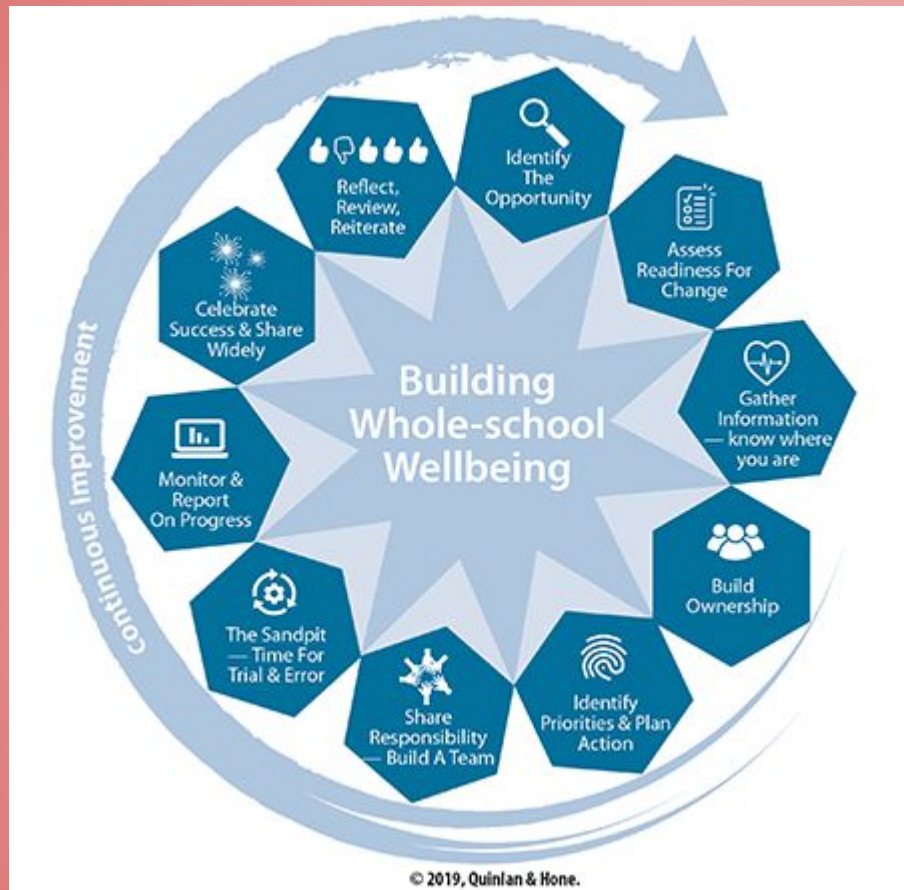 Identify
The
Opportunity
Assess
Readiness For
Change
Gather
Information
— know where
you are
Build
Ownership
Identify
Priorities & Plan
Action
Share
Responsibility
— Build A Team
The Sandpit
— Time For
Trial & Error
Monitor &
Report
On Progress
Celebrate
Success & Share
Widely
Reflect,
Review,
Reiterate
Building
Whole-school
Wellbeing
Continuous Improvement
© 2019, Quinlan & Hone.